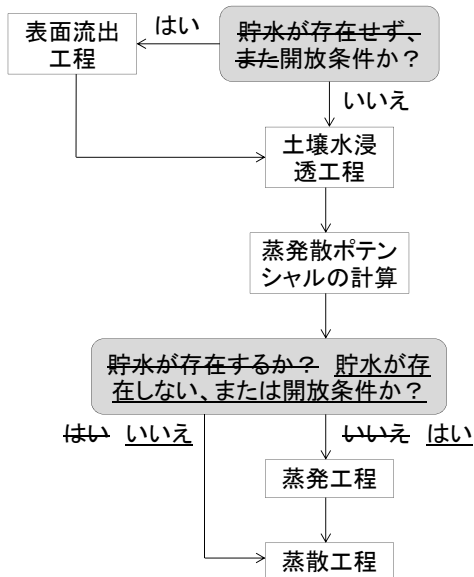 表面流出
工程
はい
貯水が存在せず、
また開放条件か？
いいえ
土壌水浸
透工程
蒸発散ポテン
シャルの計算
貯水が存在するか？ 貯水が存
在しない、または開放条件か？
はい いいえ
いいえ はい
蒸発工程
蒸散工程